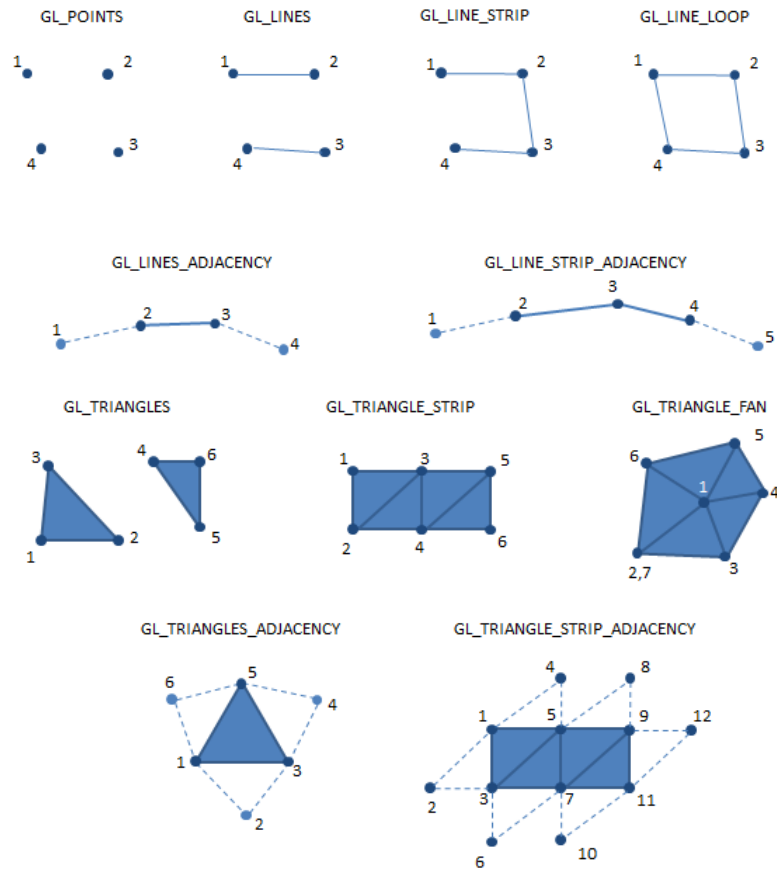 GL_POINTS GL_LINES GL_LINE_STRIP GL_LINE_LOOP
1 2 1 2 1 2 1 2
4 3 4 3 4 3 4 3
GL_LINES_ADJACENCY GL_LINE_STRIP_ADJACENCY
1 2 3 4 1 2 3 4 5
GL_TRIANGLES GL_TRIANGLE_STRIP GL_TRIANGLE_FAN
3 4 6 1 3 5 6 5
1 4
1 2 5 2 4 6 2,7 3
GL_TRIANGLES_ADJACENCY GL_TRIANGLE_STRIP_ADJACENCY
6 5 4 4 8
1 5 9 12
1 3 2 3 7 11
2 6 10